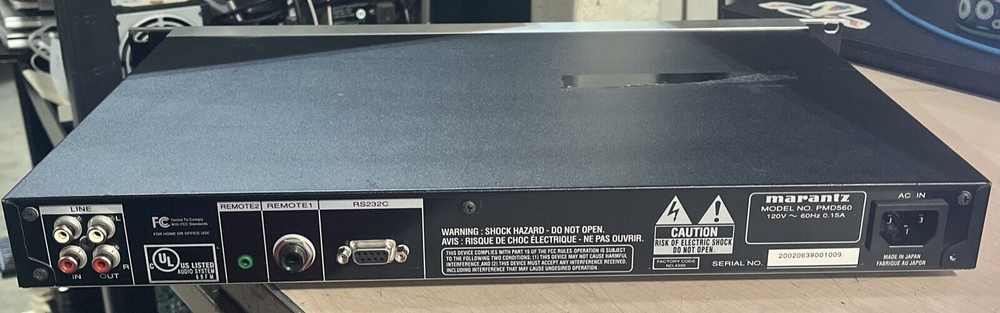 LINE
L
R
IN OUT
FC Tested To Comply
With FCC Standards
FOR HOME OR OFFICE USE
C UL US LISTED
AUDIO SYSTEM
REMOTE2
REMOTE1
RS232C
WARNING : SHOCK HAZARD - DO NOT OPEN.
AVIS : RISQUE DE CHOC ÉLECTRIQUE - NE PAS OUVRIR.
THIS DEVICE COMPLIES WITH PART 15 OF THE FCC RULES OPERATION IS SUBJECT
TO THE FOLLOWING TWO CONDITIONS: (1) THIS DEVICE MAY NOT CAUSE HARMFUL
INTERFERENCE,AND (2) THIS DEVICE MUST ACCEPT ANY INTERFERENCE RECEIVED,
INCLUDING INTERFERENCE THAT MAY CAUSE UNDESIRED OPERATION.
CAUTION
RISK OF ELECTRIC SHOCK
DO NOT OPEN
FACTORY CODE
NO:4500
marantz
MODEL NO. PMD560
120V ~ 60Hz 0.15A
SERIAL NO.
20020638001009
AC IN
MADE IN JAPAN
FABRIQUE AU JAPON